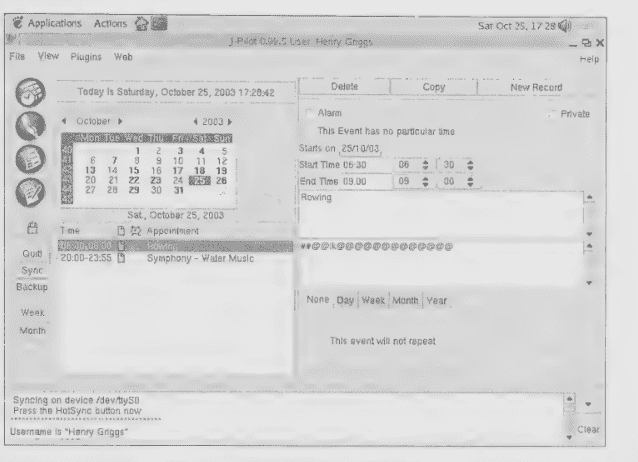 Applications Actions Sat Oct 25, 17:28
J-Pilot 0.99.5 User: Henry Griggs
File View Plugins Web Help
Today is Saturday, October 25, 2003 17:28:42
Delete Copy New Record
Alarm Private
This Event has no particular time
October 2003
Mon Tue Wed Thu Fri Sat Sun
40 1 2 3 4 5
41 6 7 8 9 10 11 12
13 14 15 16 17 18 19
20 21 22 23 24 25 26
27 28 29 30 31
Starts on 25/10/03
Start Time 06:30 06 : 30
End Time 09:00 09 : 00
Sat., October 25, 2003
Time Appointment
Rowing
20:00-23:55 Symphony - Water Music
Rowing
##@@k@@@@@@@@@@@@@
Quit!
Sync
Backup
Week
Month
None Day Week Month Year
This event will not repeat
Syncing on device /dev/ttyS0
Press the HotSync button now
Username is "Henry Griggs"
Clear